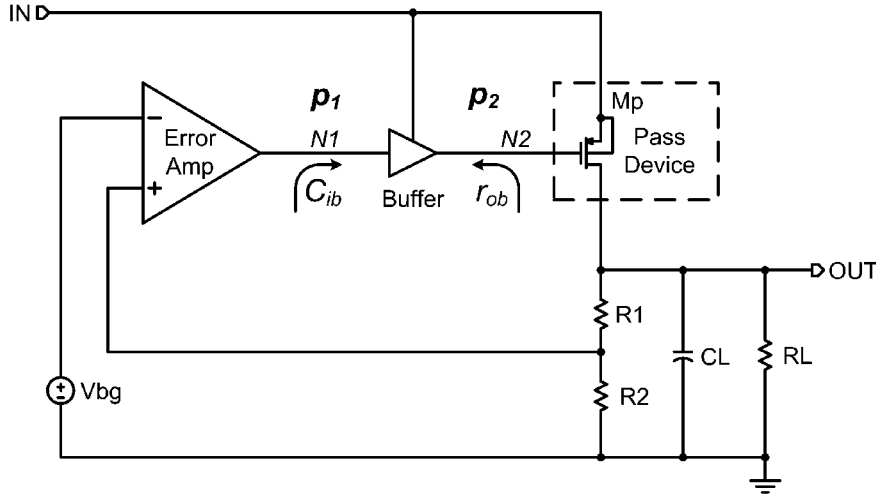 IN
p1
p2
Mp
Error
Amp
N1
N2
Pass
Device
−
+
Cib
Buffer
rob
OUT
R1
CL
RL
Vbg
R2